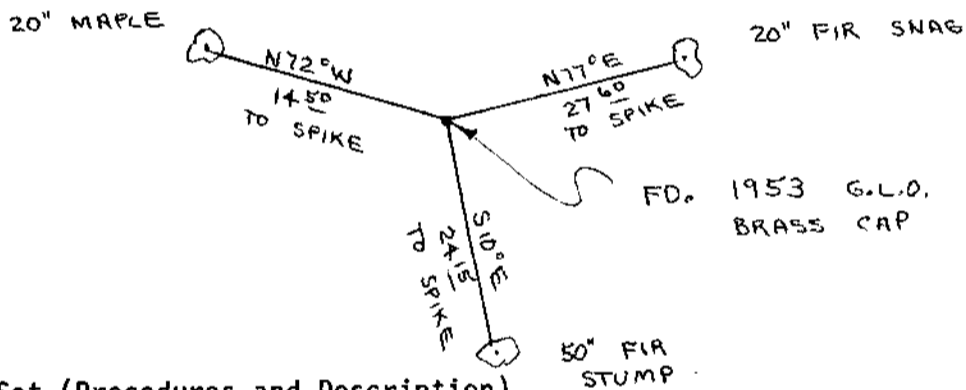 20" MAPLE
20" FIR SNAG
N72°W
14 50
TO SPIKE
N77°E
27 60
TO SPIKE
FD. 1953 G.L.O.
BRASS CAP
S10°E
24 15
TO SPIKE
50" FIR
STUMP
Set (Procedures and Description)